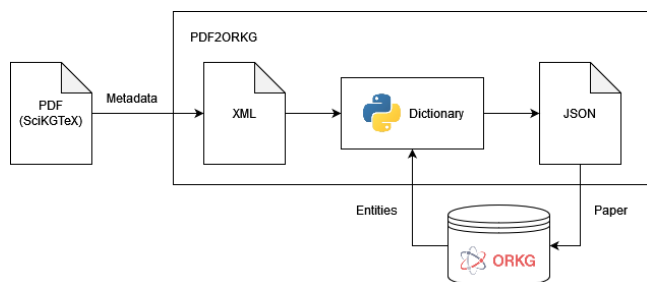 PDF2ORKG
PDF
(SciKGTeX)
Metadata
XML
Dictionary
JSON
Entities
Paper
ORKG